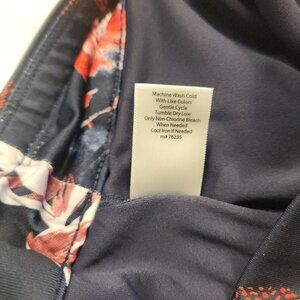 Machine Wash Cold
With Like Colors
Gentle Cycle
Tumble Dry Low
Only Non-Chlorine Bleach
When Needed
Cool Iron If Needed
rn# 76235